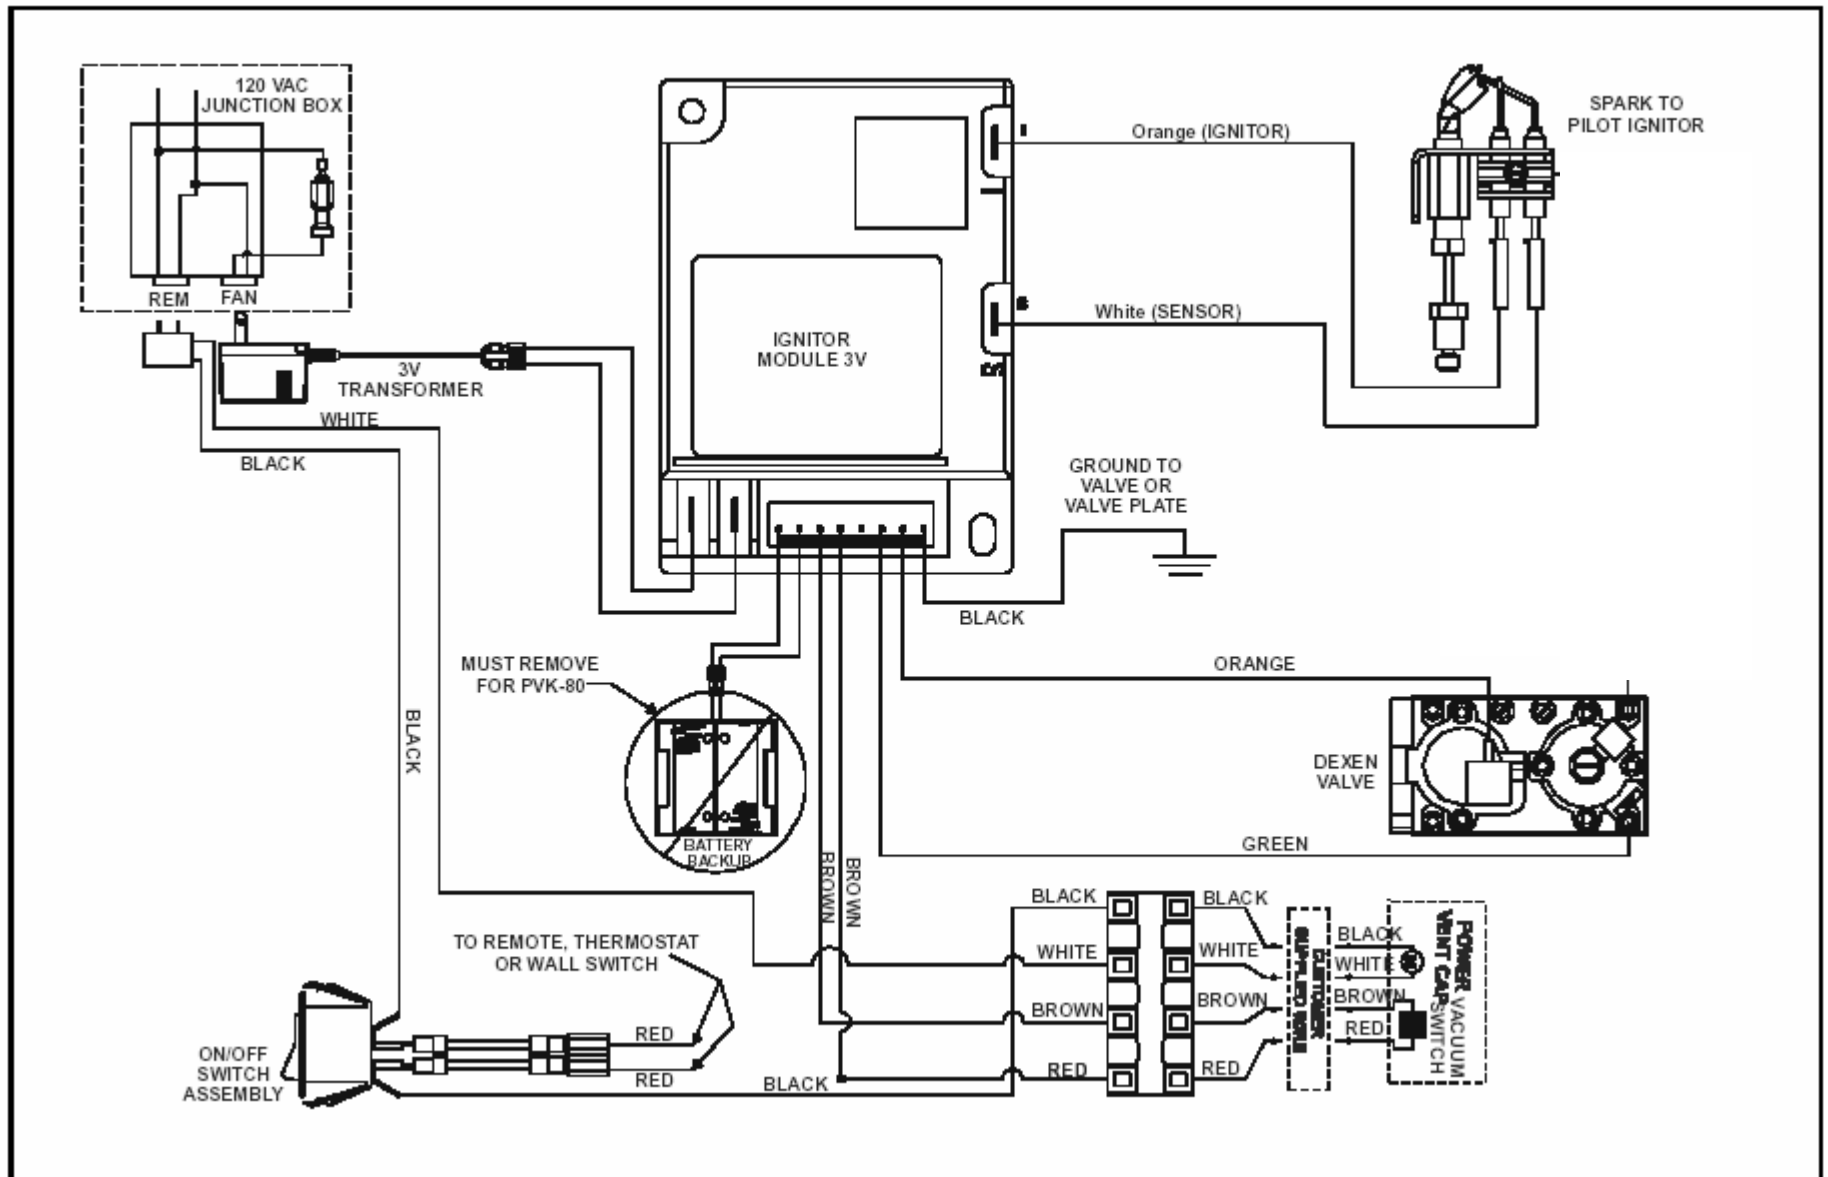 120 VAC
JUNCTION BOX
REM
FAN
3V
TRANSFORMER
WHITE
BLACK
IGNITOR
MODULE 3V
I
S
Orange (IGNITOR)
White (SENSOR)
SPARK TO
PILOT IGNITOR
GROUND TO
VALVE OR
VALVE PLATE
BLACK
ORANGE
MUST REMOVE
FOR PVK-80
BATTERY
BACKUP
BLACK
DEXEN
VALVE
GREEN
BROWN
BROWN
TO REMOTE, THERMOSTAT
OR WALL SWITCH
ON/OFF
SWITCH
ASSEMBLY
RED
RED
BLACK
BLACK
WHITE
BROWN
RED
BLACK
WHITE
BROWN
RED
CUSTOMER
SUPPLIED
BLACK
WHITE
BROWN
RED
POWER
VENT CAP
VACUUM
SWITCH